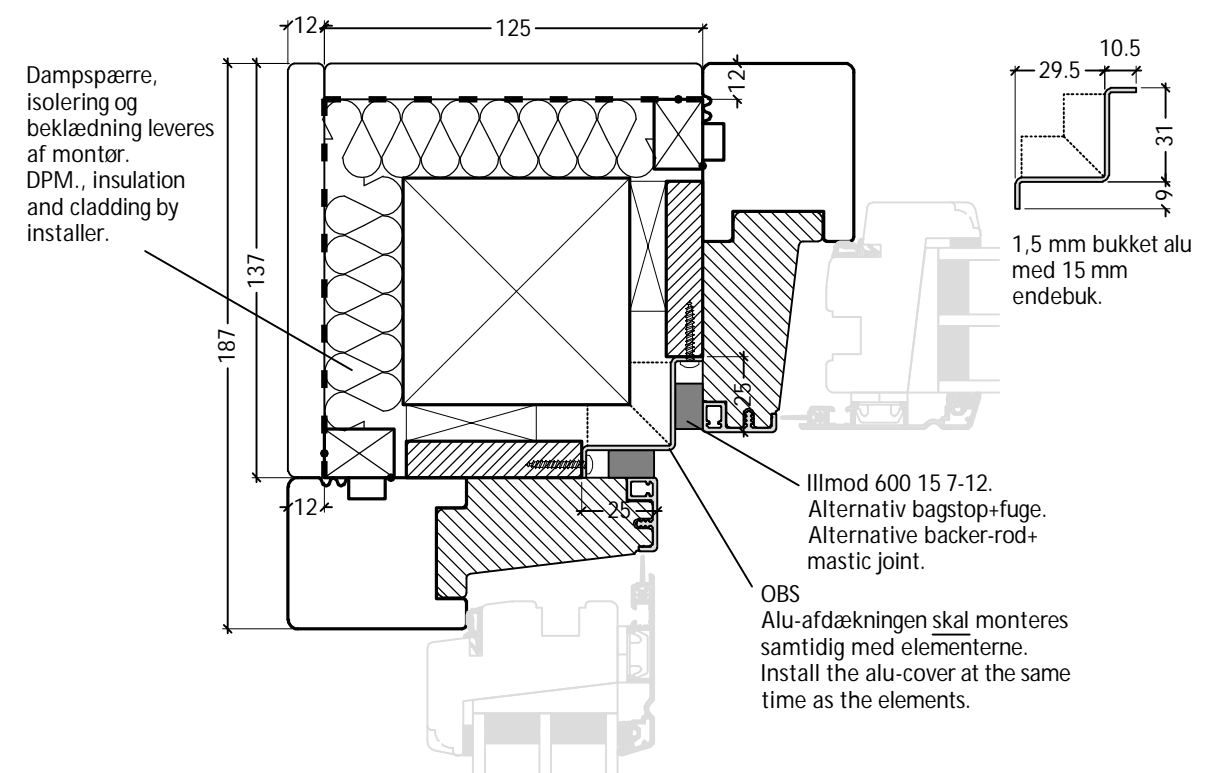 12
125
Dampspærre,
isolering og
beklædning leveres
af montør.
DPM., insulation
and cladding by
installer.
12
137
187
12
25
25
10.5
29.5
31
9
1,5 mm bukket alu
med 15 mm
endebuk.
Illmod 600 15 7-12.
Alternativ bagstop+fuge.
Alternative backer-rod+
mastic joint.
OBS
Alu-afdækningen skal monteres
samtidig med elementerne.
Install the alu-cover at the same
time as the elements.